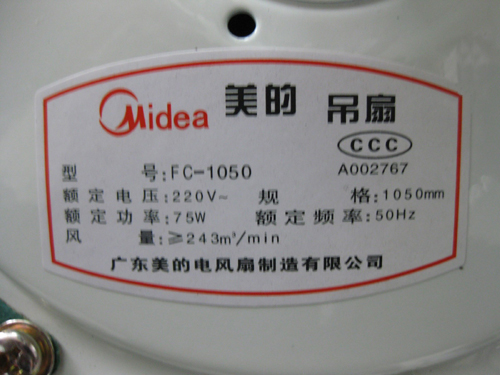 Midea 美的 吊扇
CCC
型 号:FC-1050 A002767
额定电压:220V~ 规 格:1050mm
额定功率:75W 额定频率:50Hz
风 量:≥243m³/min
广东美的电风扇制造有限公司